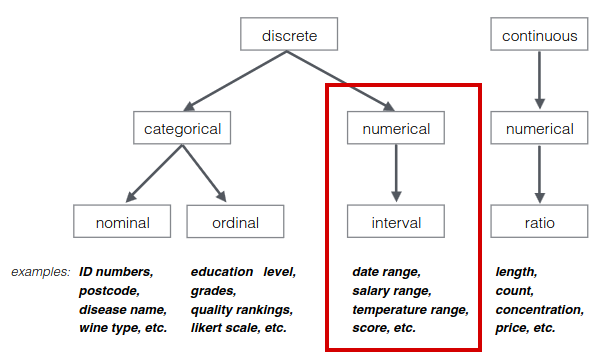 discrete
continuous
categorical
numerical
numerical
nominal
ordinal
interval
ratio
examples:
ID numbers,
postcode,
disease name,
wine type, etc.
education level,
grades,
quality rankings,
likert scale, etc.
date range,
salary range,
temperature range,
score, etc.
length,
count,
concentration,
price, etc.